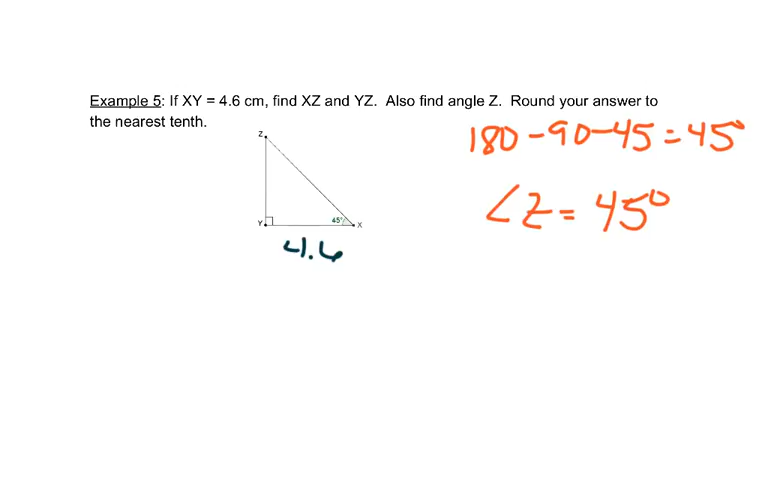 Example 5: If XY = 4.6 cm, find XZ and YZ.  Also find angle Z.  Round your answer to
the nearest tenth.
180-90-45=45°
Z
∠Z=45°
Y
45°
X
4.6